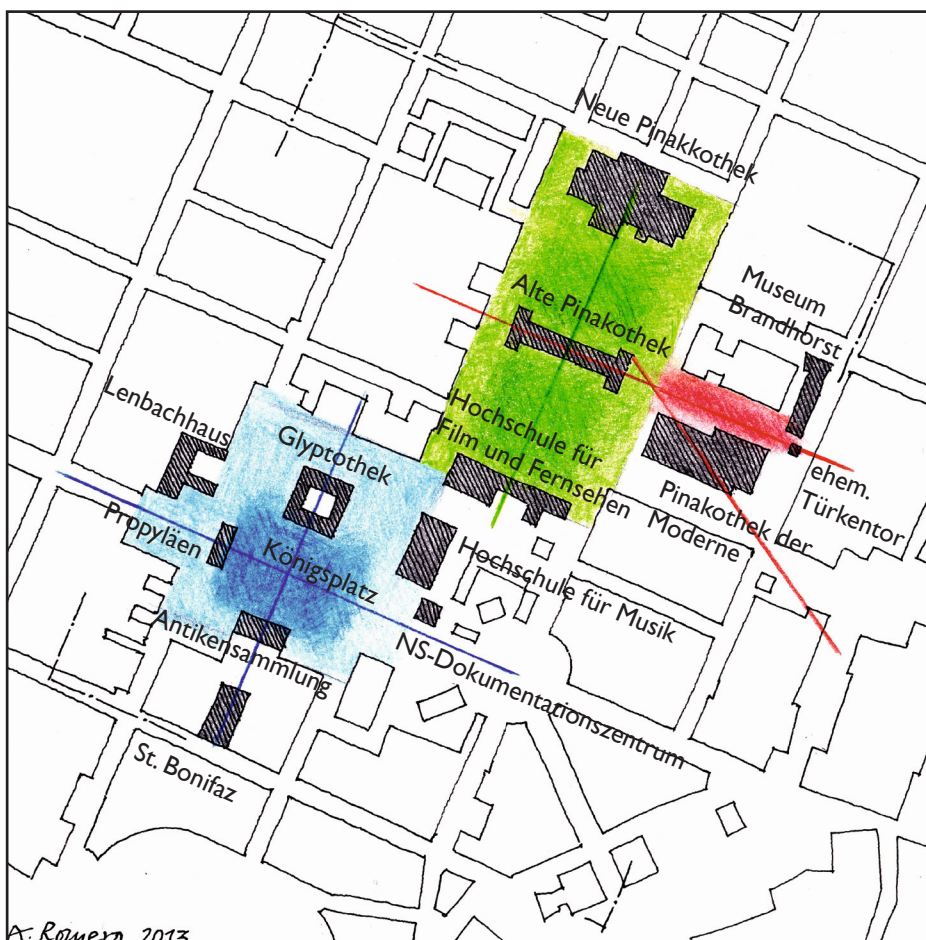 Neue Pinakkothek
Alte Pinakothek
Museum
Brandhorst
Lenbachhaus
Glyptothek
Hochschule für
Film und Fernsehen
ehem.
Türkentor
Pinakothek der
Moderne
Propyläen
Königsplatz
Hochschule für Musik
Antikensammlung
NS-Dokumentationszentrum
St. Bonifaz
A. Romero 2013